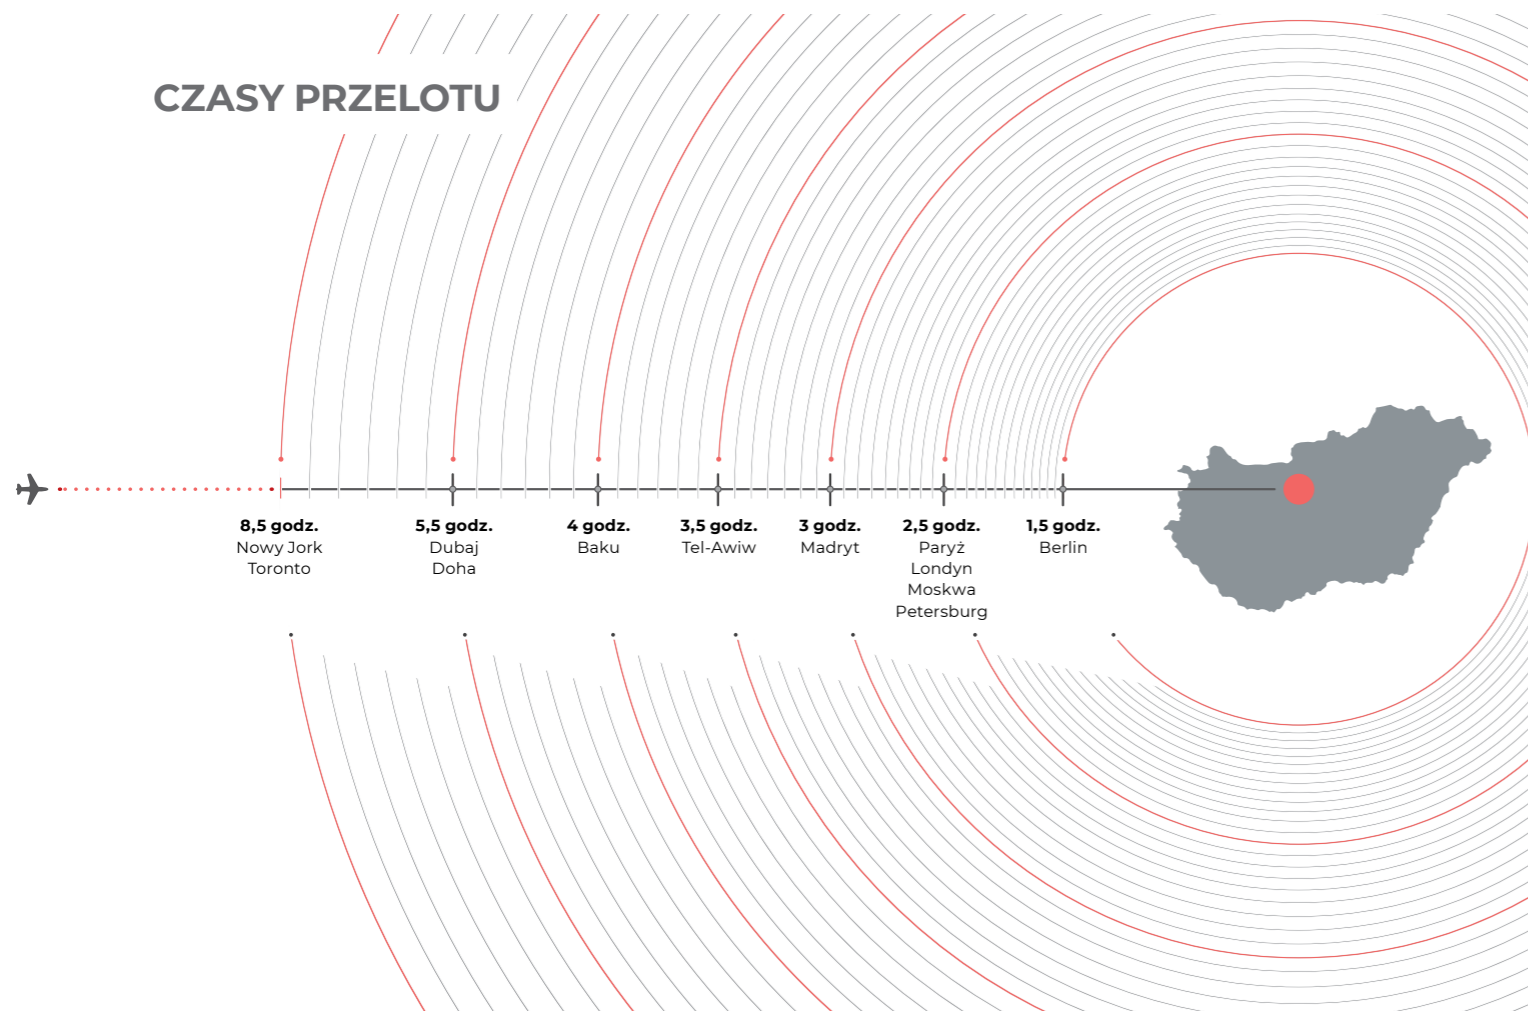 CZASY PRZELOTU
8,5 godz.
Nowy Jork
Toronto
5,5 godz.
Dubaj
Doha
4 godz.
Baku
3,5 godz.
Tel-Awiw
3 godz.
Madryt
2,5 godz.
Paryż
Londyn
Moskwa
Petersburg
1,5 godz.
Berlin